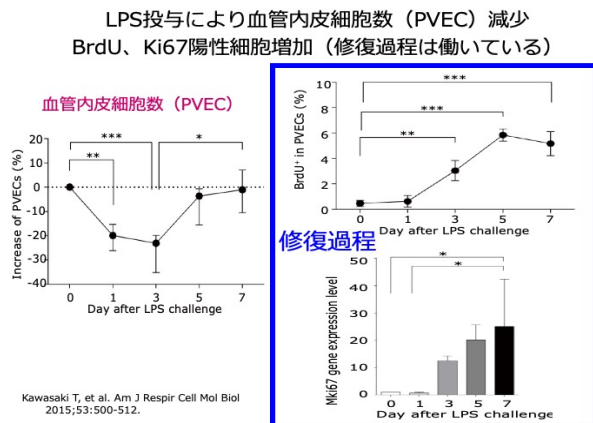 LPS投与により血管内皮細胞数（PVEC）減少
BrdU、Ki67陽性細胞増加（修復過程は働いている）
血管内皮細胞数（PVEC）
Increase of PVECs (%)
20
10
0
-10
-20
-30
-40
***
*
**
0 1 3 5 7
Day after LPS challenge
BrdU⁺ in PVECs (%)
10
8
6
4
2
0
***
***
**
0 1 3 5 7
Day after LPS challenge
修復過程
Mki67 gene expression level
50
40
30
20
10
0
*
*
0 1 3 5 7
Day after LPS challenge
Kawasaki T, et al. Am J Respir Cell Mol Biol
2015;53:500-512.